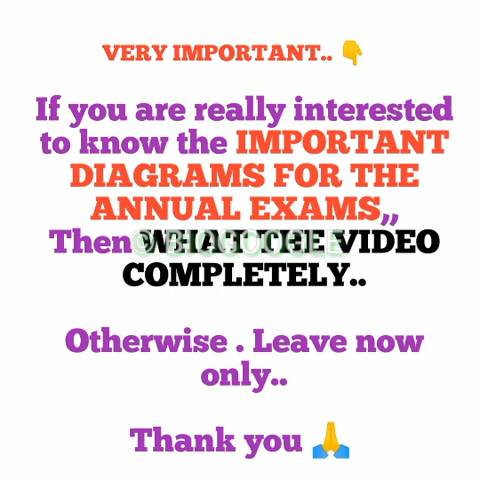 VERY IMPORTANT.. 👇
If you are really interested
to know the IMPORTANT
DIAGRAMS FOR THE
ANNUAL EXAMS,,
Then THE VIDEO
COMPLETELY..
Otherwise . Leave now
only..
Thank you 🙏